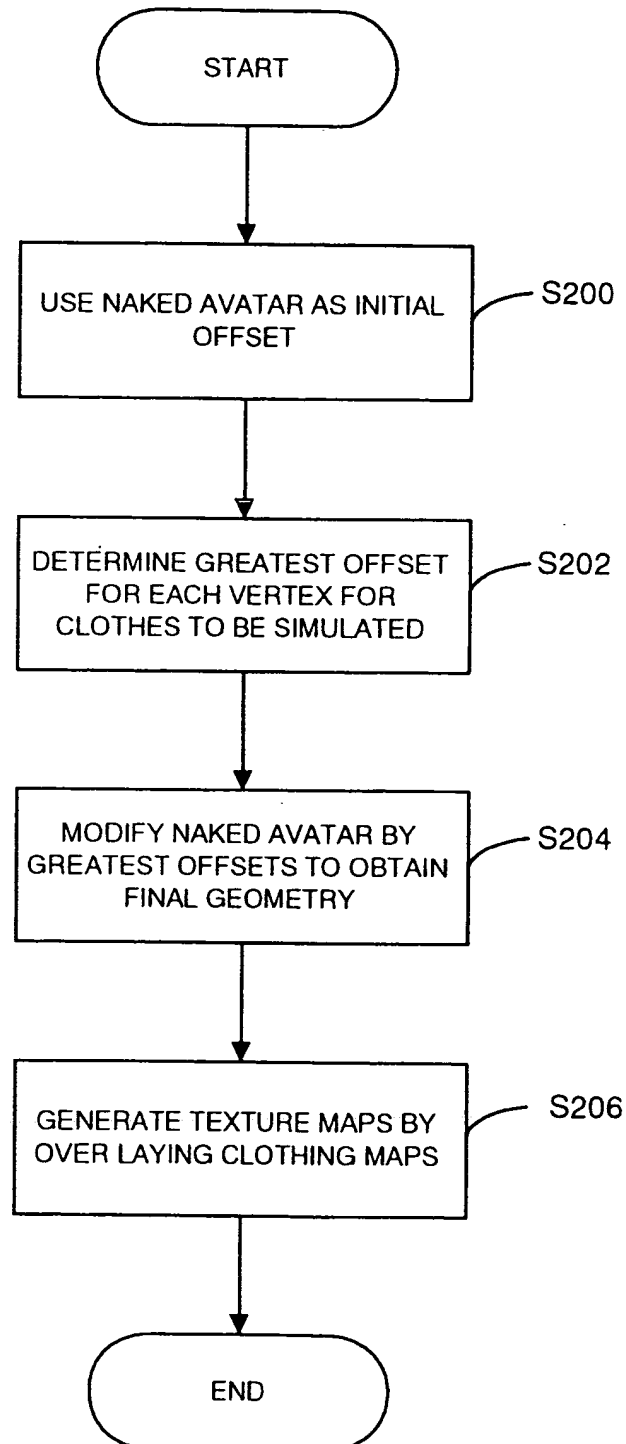 START
USE NAKED AVATAR AS INITIAL
OFFSET
S200
DETERMINE GREATEST OFFSET
FOR EACH VERTEX FOR
CLOTHES TO BE SIMULATED
S202
MODIFY NAKED AVATAR BY
GREATEST OFFSETS TO OBTAIN
FINAL GEOMETRY
S204
GENERATE TEXTURE MAPS BY
OVER LAYING CLOTHING MAPS
S206
END